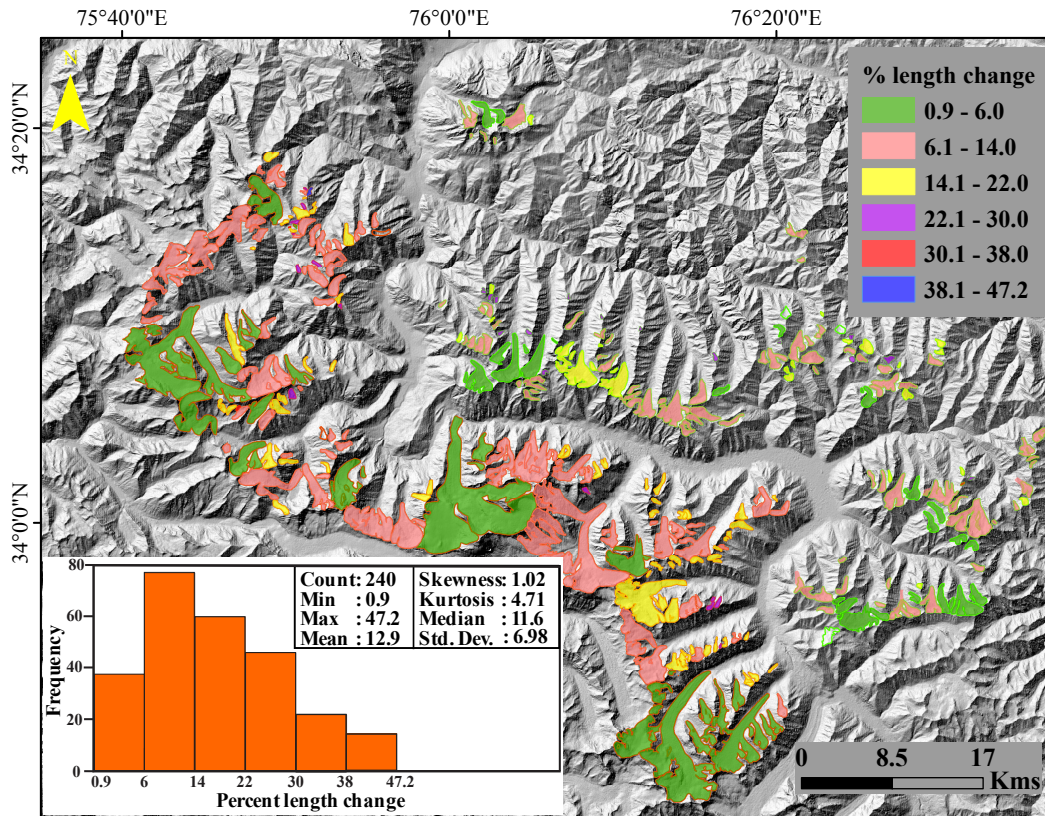 75°40'0"E
76°0'0"E
76°20'0"E
N
34°20'0"N
34°0'0"N
% length change
0.9 - 6.0
6.1 - 14.0
14.1 - 22.0
22.1 - 30.0
30.1 - 38.0
38.1 - 47.2
Count: 240
Min : 0.9
Max : 47.2
Mean : 12.9
Skewness: 1.02
Kurtosis : 4.71
Median : 11.6
Std. Dev. : 6.98
Frequency
80
60
40
20
0
0.9 6 14 22 30 38 47.2
Percent length change
0 8.5 17
Kms